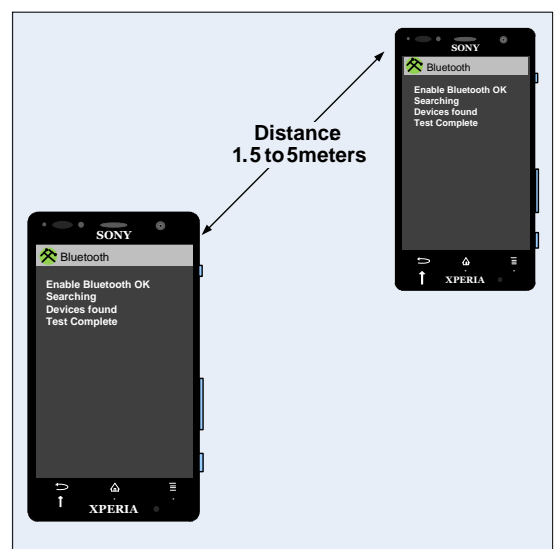 SONY
Bluetooth
Enable Bluetooth OK
Searching
Devices found
Test Complete
XPERIA
Distance
1.5 to 5meters
SONY
Bluetooth
Enable Bluetooth OK
Searching
Devices found
Test Complete
XPERIA